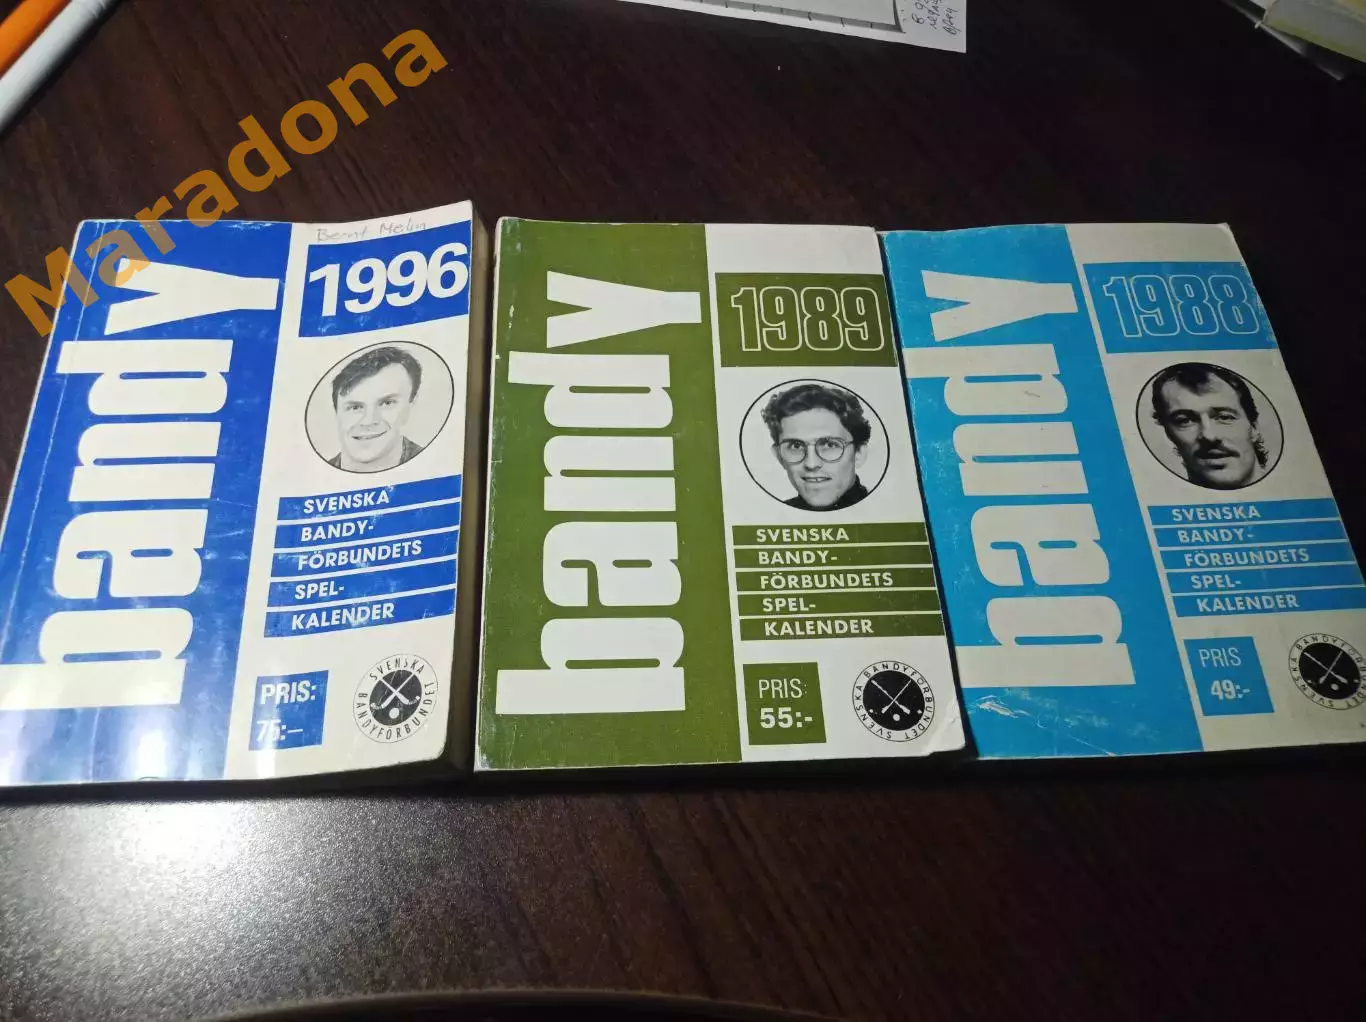 Maradona
Bernt Melin
1996
bandy
SVENSKA
BANDY-
FÖRBUNDETS
SPEL-
KALENDER
PRIS:
75:-
SVENSKA BANDYFÖRBUNDET
1989
bandy
SVENSKA
BANDY-
FÖRBUNDETS
SPEL-
KALENDER
PRIS:
55:-
SVENSKA BANDYFÖRBUNDET
1988
bandy
SVENSKA
BANDY-
FÖRBUNDETS
SPEL-
KALENDER
PRIS
49:-
SVENSKA BANDYFÖRBUNDET